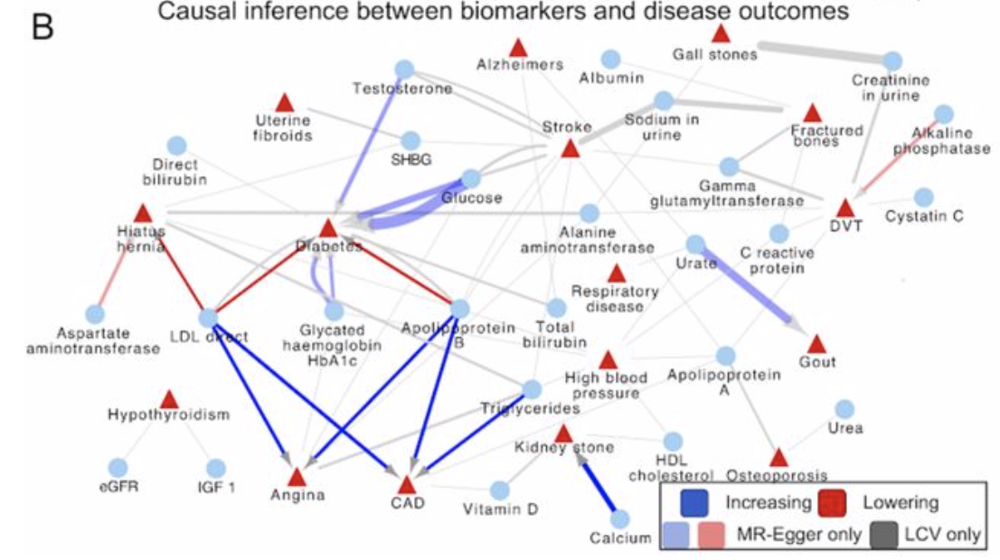 B
Causal inference between biomarkers and disease outcomes
Gall stones
Alzheimers
Albumin
Creatinine
in urine
Testosterone
Uterine
fibroids
Stroke
Sodium in
urine
Fractured
bones
Alkaline
phosphatase
SHBG
Direct
bilirubin
Glucose
Gamma
glutamyltransferase
Cystatin C
DVT
Hiatus
hernia
Diabetes
Alanine
aminotransferase
Urate
C reactive
protein
Respiratory
disease
Aspartate
aminotransferase
LDL direct
Glycated
haemoglobin
HbA1c
Apolipoprotein
B
Total
bilirubin
Gout
High blood
pressure
Apolipoprotein
A
Triglycerides
Hypothyroidism
Urea
Kidney stone
HDL
cholesterol
Osteoporosis
eGFR
IGF 1
Angina
CAD
Vitamin D
Calcium
Increasing
Lowering
MR-Egger only
LCV only